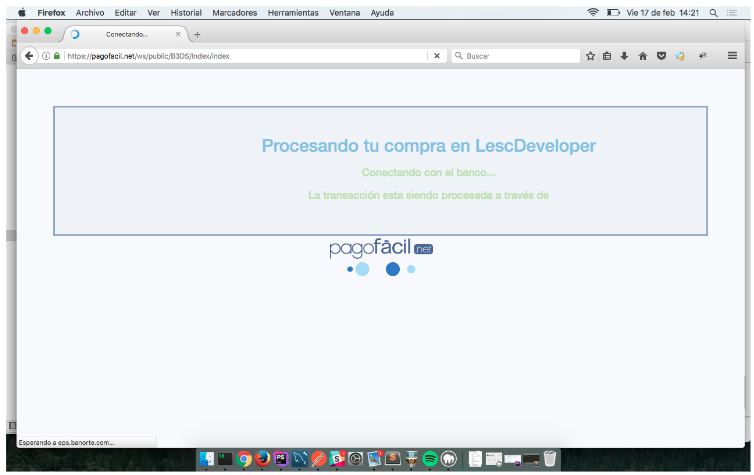 Firefox Archivo Editar Ver Historial Marcadores Herramientas Ventana Ayuda Vie 17 de feb 14:21
Conectando...
https://pagofacil.net/ws/public/B3DS/Index/index
Buscar
Procesando tu compra en LescDeveloper
Conectando con el banco...
La transacción esta siendo procesada a través de
pagofácil.net
Esperando a eps.banorte.com...